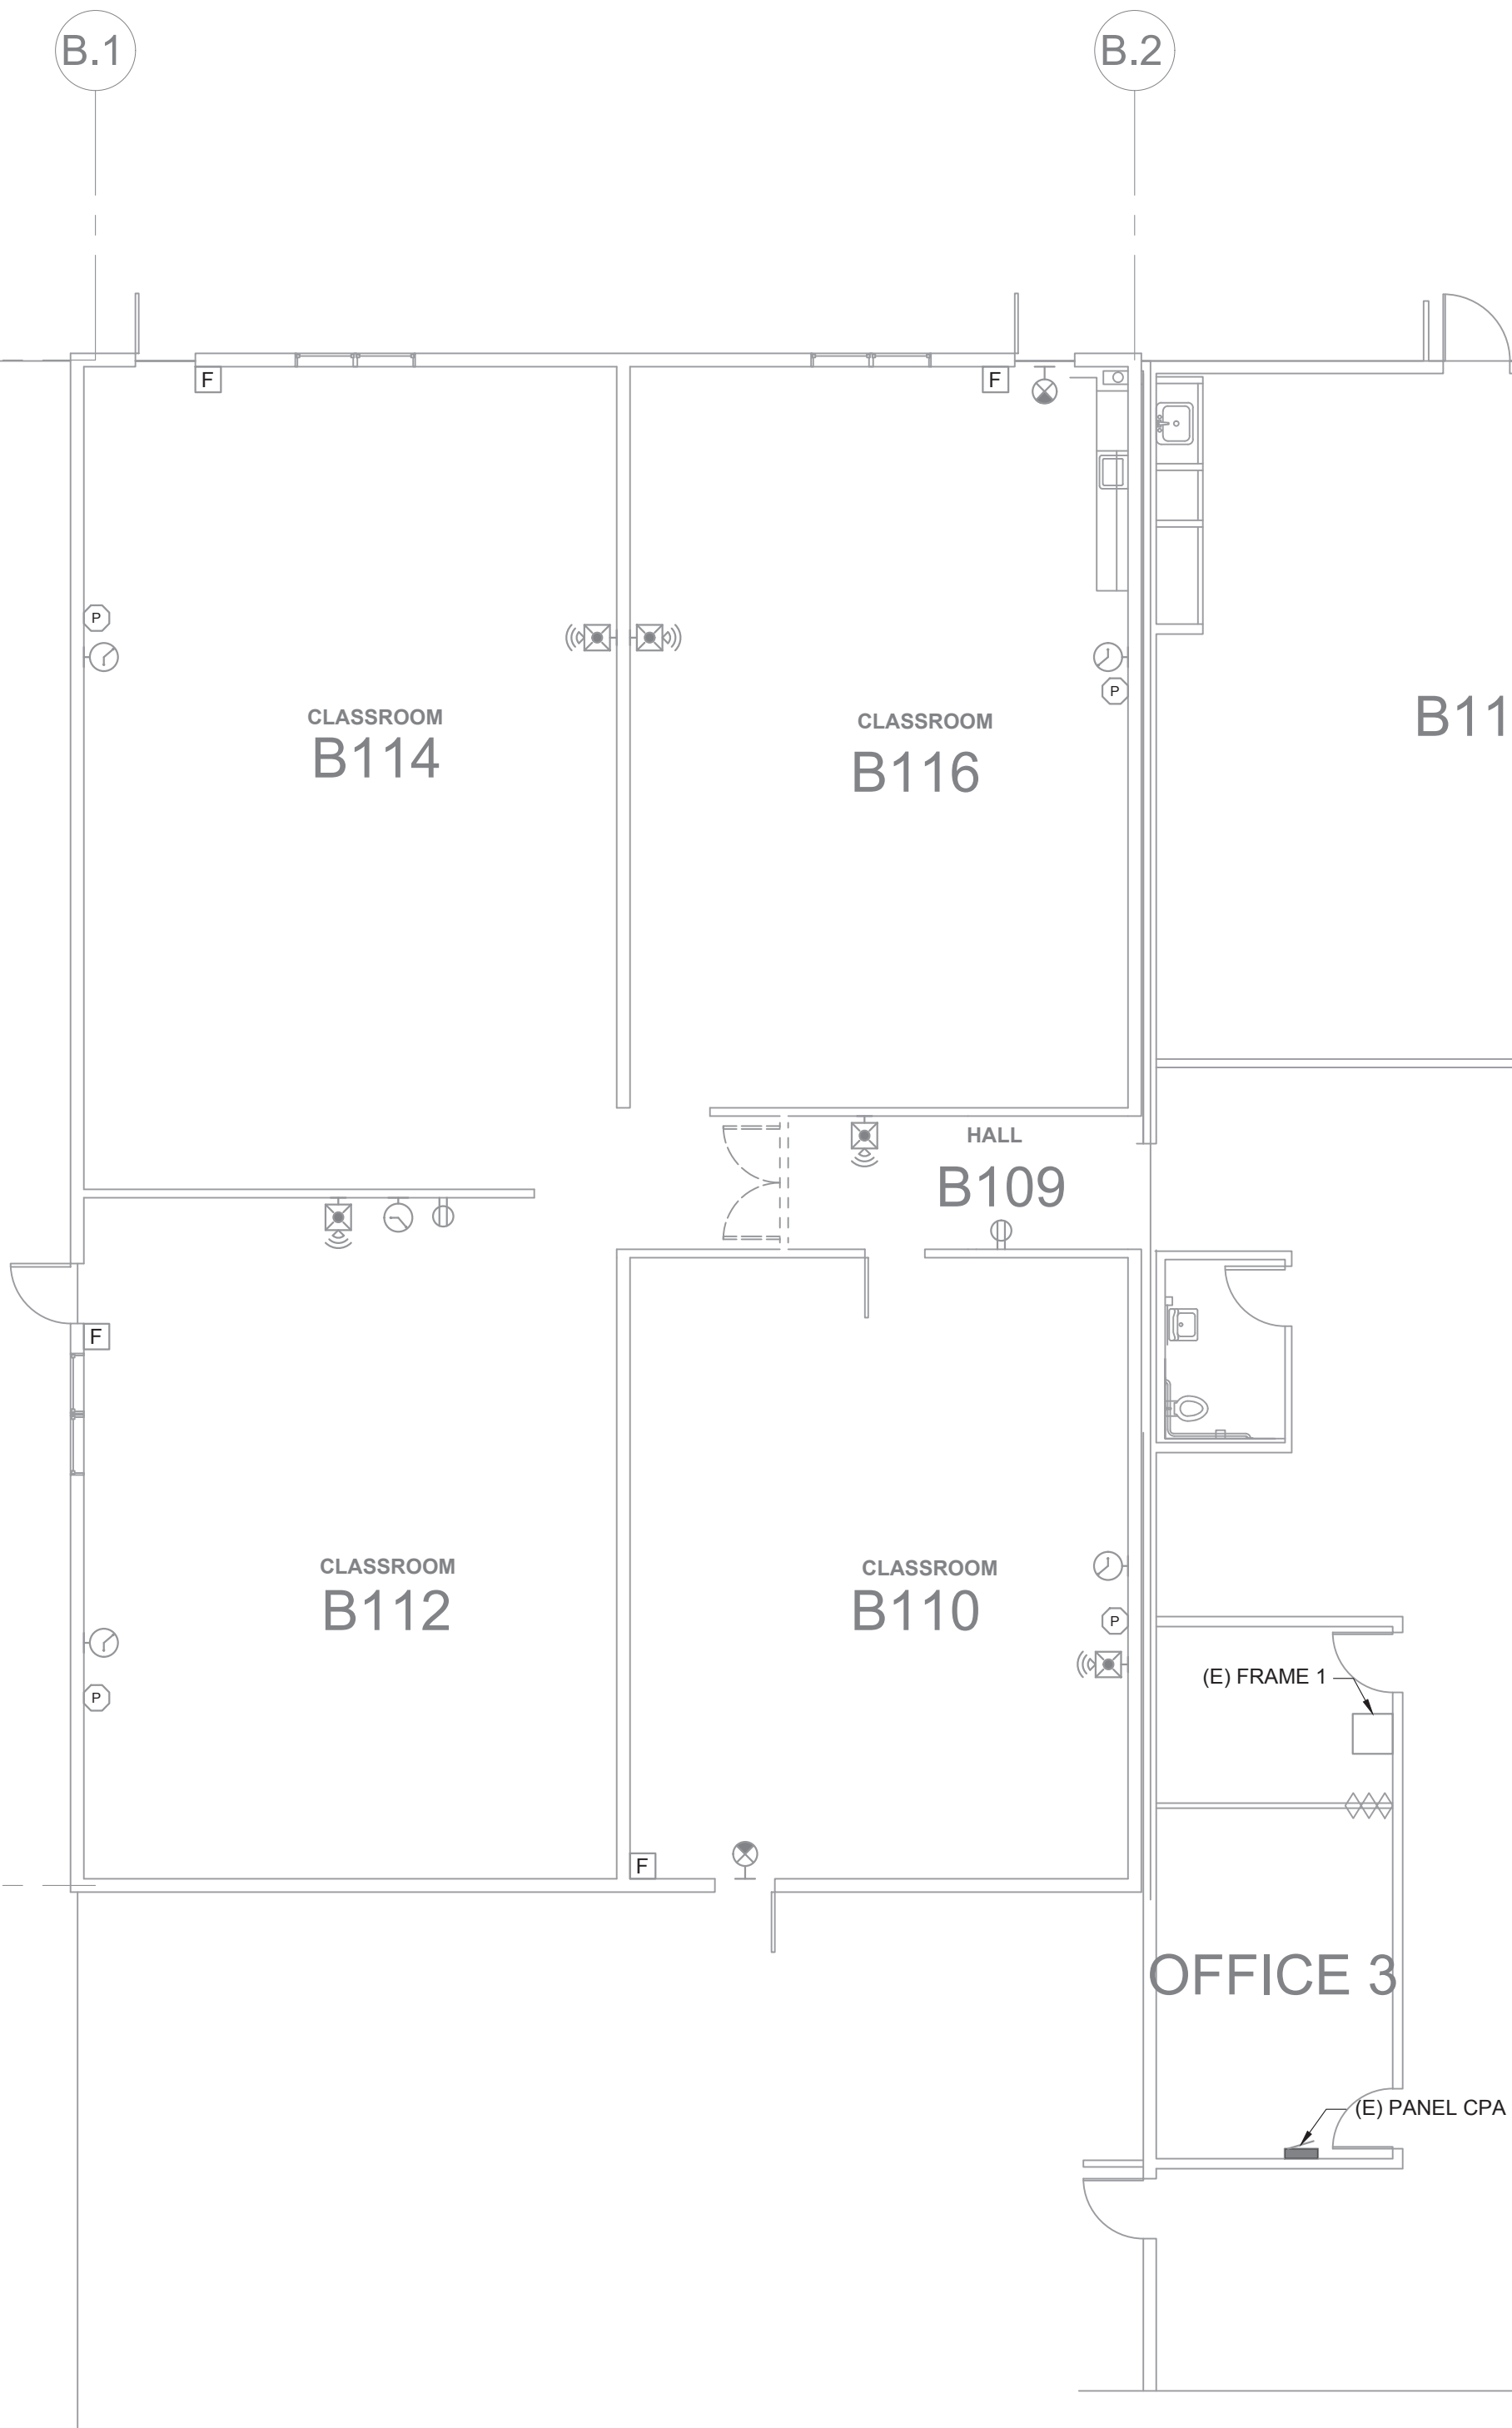 B.1
B.2
F
F
P
P
CLASSROOM
B114
CLASSROOM
B116
B11
HALL
B109
F
CLASSROOM
B112
CLASSROOM
B110
P
P
(E) FRAME 1
F
OFFICE 3
(E) PANEL CPA